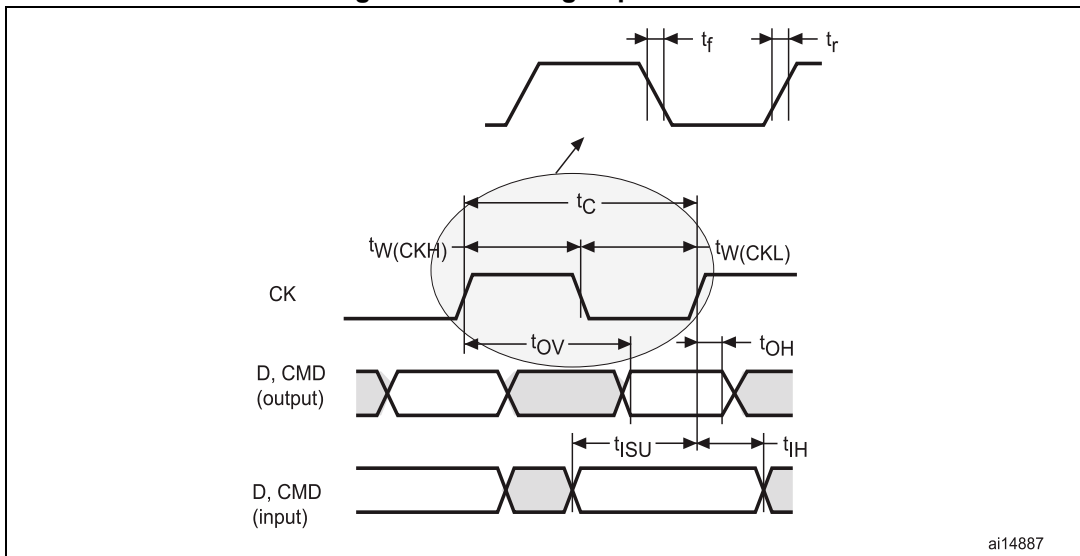 tf
tr
tC
tW(CKH)
tW(CKL)
CK
tOV
tOH
D, CMD
(output)
tISU
tIH
D, CMD
(input)
ai14887